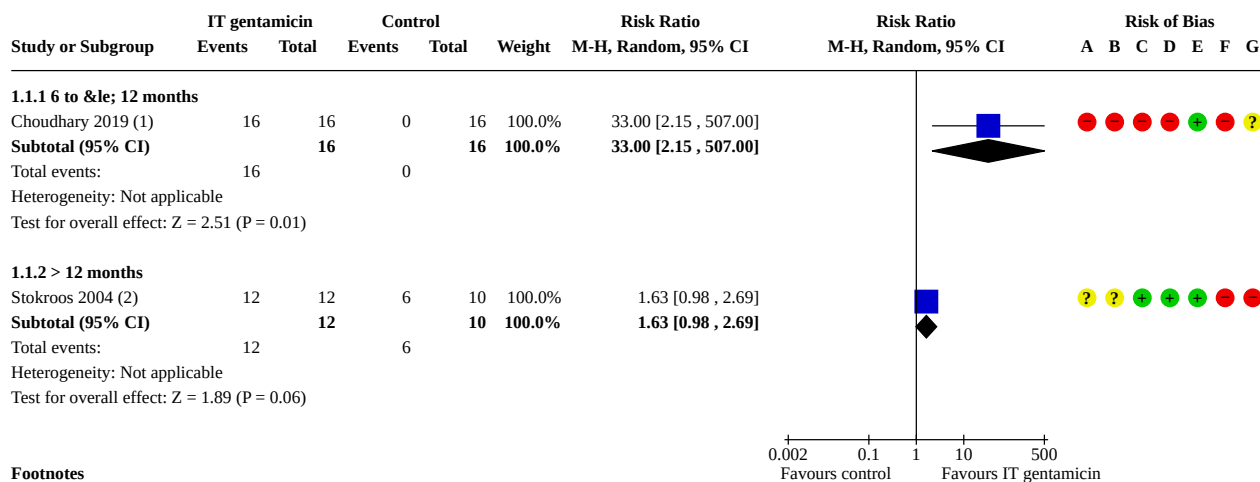 IT gentamicin Control Risk Ratio Risk Ratio Risk of Bias
Study or Subgroup Events Total Events Total Weight M-H, Random, 95% CI M-H, Random, 95% CI A B C D E F G
1.1.1 6 to &le; 12 months
Choudhary 2019 (1) 16 16 0 16 100.0% 33.00 [2.15 , 507.00] − − − − + − ?
Subtotal (95% CI) 16 16 100.0% 33.00 [2.15 , 507.00]
Total events: 16 0
Heterogeneity: Not applicable
Test for overall effect: Z = 2.51 (P = 0.01)
1.1.2 > 12 months
Stokroos 2004 (2) 12 12 6 10 100.0% 1.63 [0.98 , 2.69] ? ? + + + − −
Subtotal (95% CI) 12 10 100.0% 1.63 [0.98 , 2.69]
Total events: 12 6
Heterogeneity: Not applicable
Test for overall effect: Z = 1.89 (P = 0.06)
0.002 0.1 1 10 500
Footnotes Favours control Favours IT gentamicin